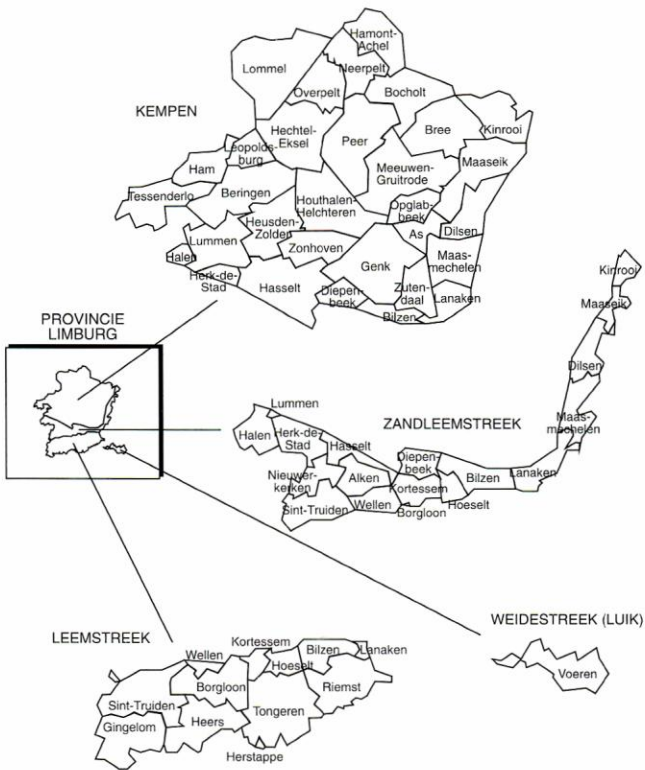 Hamont-
Achel
Lommel
Neerpelt
Overpelt
Bocholt
KEMPEN
Hechtel-
Eksel
Peer
Bree
Kinrooi
Leopolds-
burg
Ham
Meeuwen-
Gruitrode
Maaseik
Tessenderlo
Beringen
Houthalen-
Helchteren
Opglab-
beek
Heusden-
Zolden
As
Dilsen
Lummen
Zonhoven
Halen
Genk
Maas-
mechelen
Herk-de-
Stad
Hasselt
Diepen-
beek
Zuten-
daal
Lanaken
Bilzen
PROVINCIE
LIMBURG
Kinrooi
Maaseik
Dilsen
Maas-
mechelen
Lummen
ZANDLEEMSTREEK
Halen
Herk-de-
Stad
Hasselt
Diepen-
beek
Nieuwer-
kerken
Alken
Kortessem
Bilzen
Lanaken
Sint-Truiden
Wellen
Borgloon
Hoeselt
WEIDESTREEK (LUIK)
Voeren
LEEMSTREEK
Kortessem
Wellen
Bilzen
Lanaken
Hoeselt
Borgloon
Riemst
Sint-Truiden
Tongeren
Gingelom
Heers
Herstappe